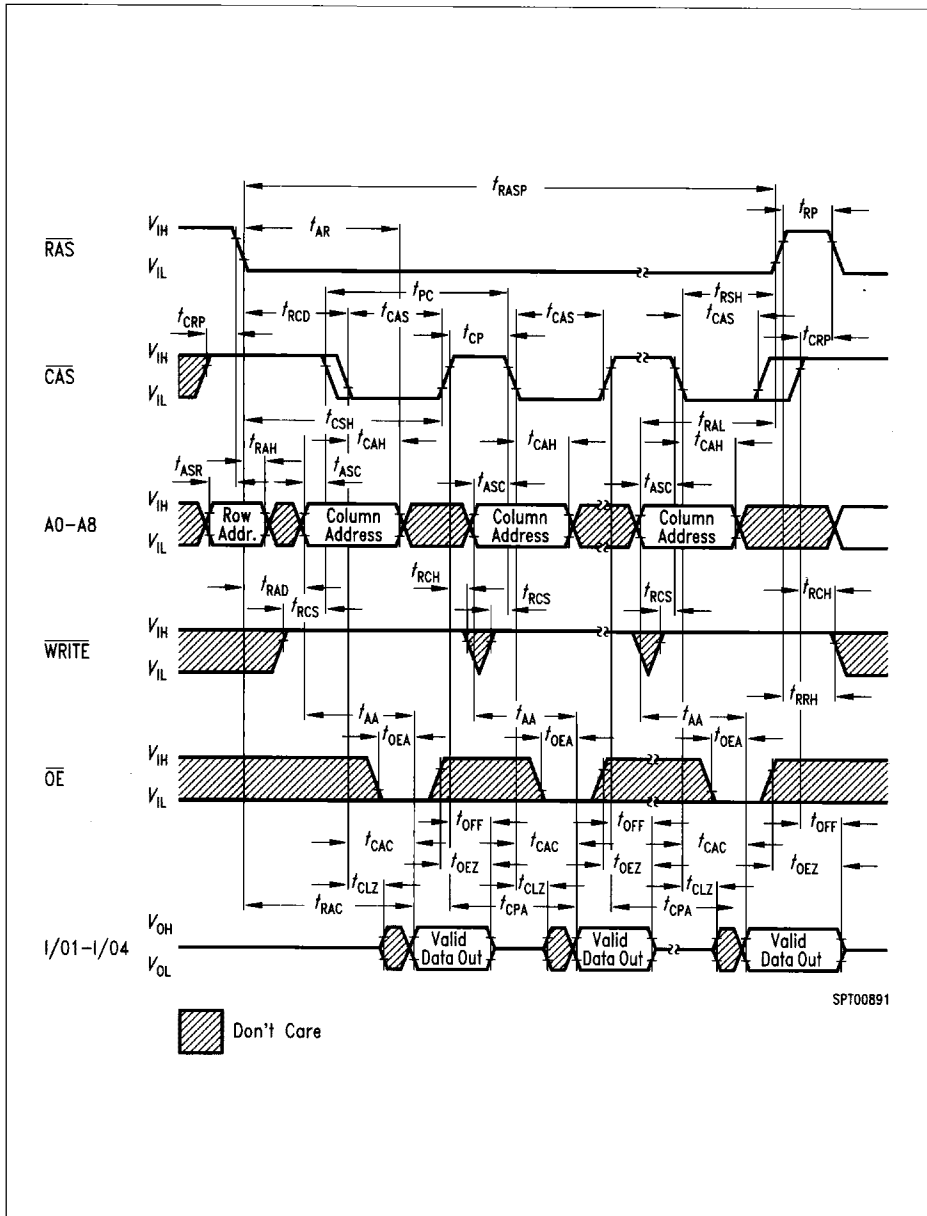 tRASP
tRP
tAR
VIH
RAS
VIL
tPC
tRSH
tRCD
tCAS
tCAS
tCAS
tCRP
tCP
tCRP
VIH
CAS
VIL
tCSH
tRAL
tRAH
tCAH
tCAH
tCAH
tASR
tASC
tASC
tASC
VIH
A0-A8
Row Addr.
Column Address
Column Address
Column Address
VIL
tRAD
tRCH
tRCH
tRCS
tRCS
tRCS
VIH
WRITE
VIL
tRRH
tAA
tAA
tAA
tOEA
tOEA
tOEA
VIH
OE
VIL
tOFF
tOFF
tOFF
tCAC
tCAC
tCAC
tOEZ
tOEZ
tOEZ
tCLZ
tCLZ
tCLZ
tRAC
tCPA
tCPA
VOH
I/01-I/04
Valid Data Out
Valid Data Out
Valid Data Out
VOL
SPT00891
Don't Care